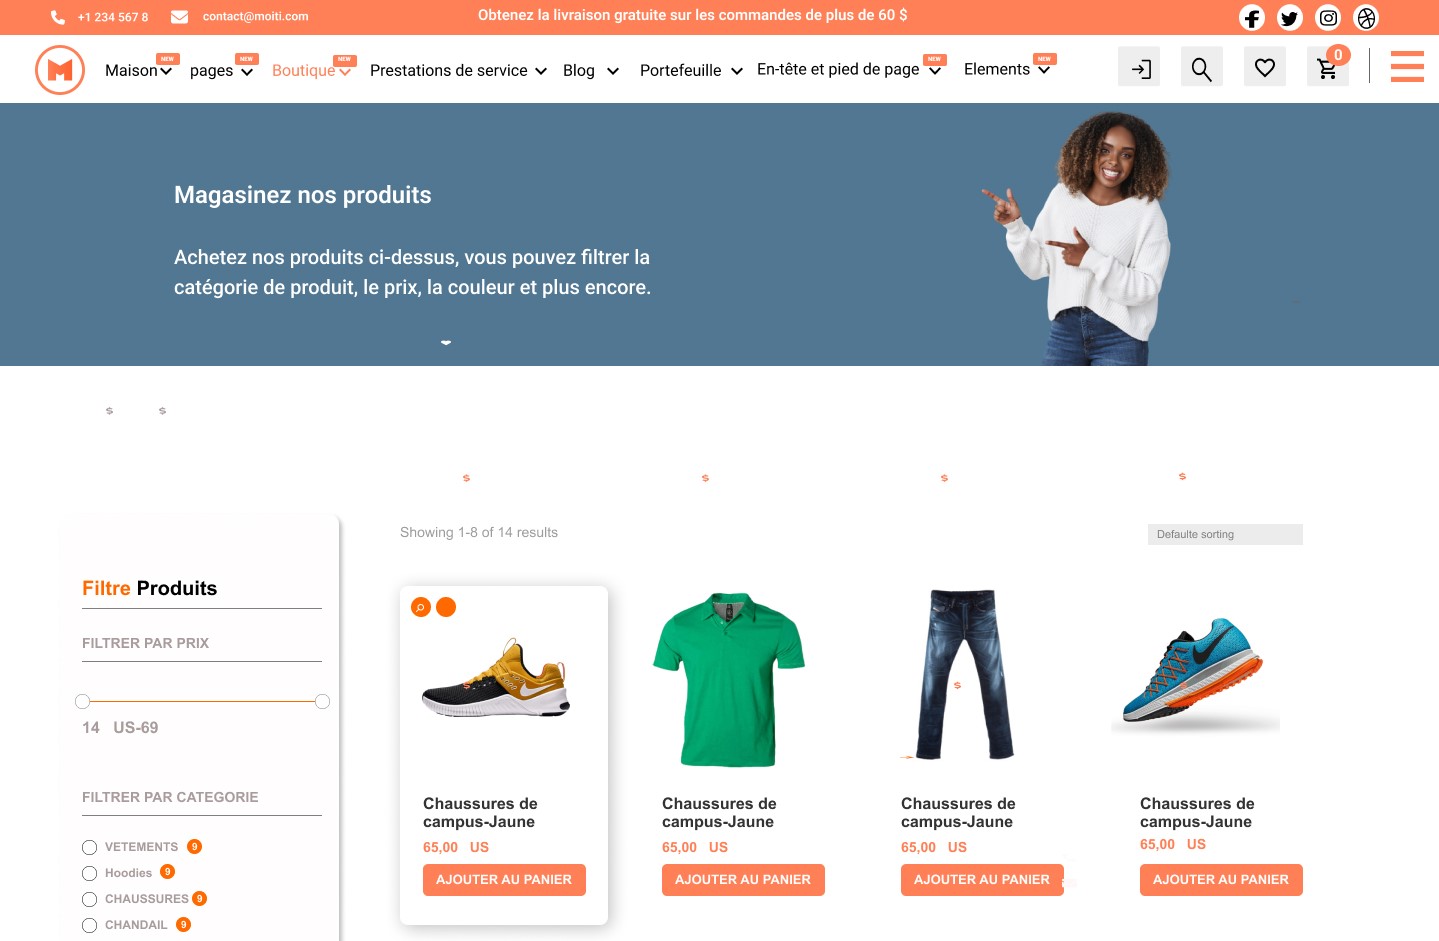 +1 234 567 8
contact@moiti.com
Obtenez la livraison gratuite sur les commandes de plus de 60 $
M
Maison NEW
pages NEW
Boutique NEW
Prestations de service
Blog
Portefeuille
En-tête et pied de page NEW
Elements NEW
0
Magasinez nos produits
Achetez nos produits ci-dessus, vous pouvez filtrer la
catégorie de produit, le prix, la couleur et plus encore.
$ $
$ $ $ $
Showing 1-8 of 14 results
Defaulte sorting
Filtre Produits
FILTRER PAR PRIX
14 US-69
FILTRER PAR CATEGORIE
VETEMENTS 9
Hoodies 9
CHAUSSURES 9
CHANDAIL 9
$
Chaussures de
campus-Jaune
65,00 US
AJOUTER AU PANIER
Chaussures de
campus-Jaune
65,00 US
AJOUTER AU PANIER
$
Chaussures de
campus-Jaune
65,00 US
AJOUTER AU PANIER
Chaussures de
campus-Jaune
65,00 US
AJOUTER AU PANIER